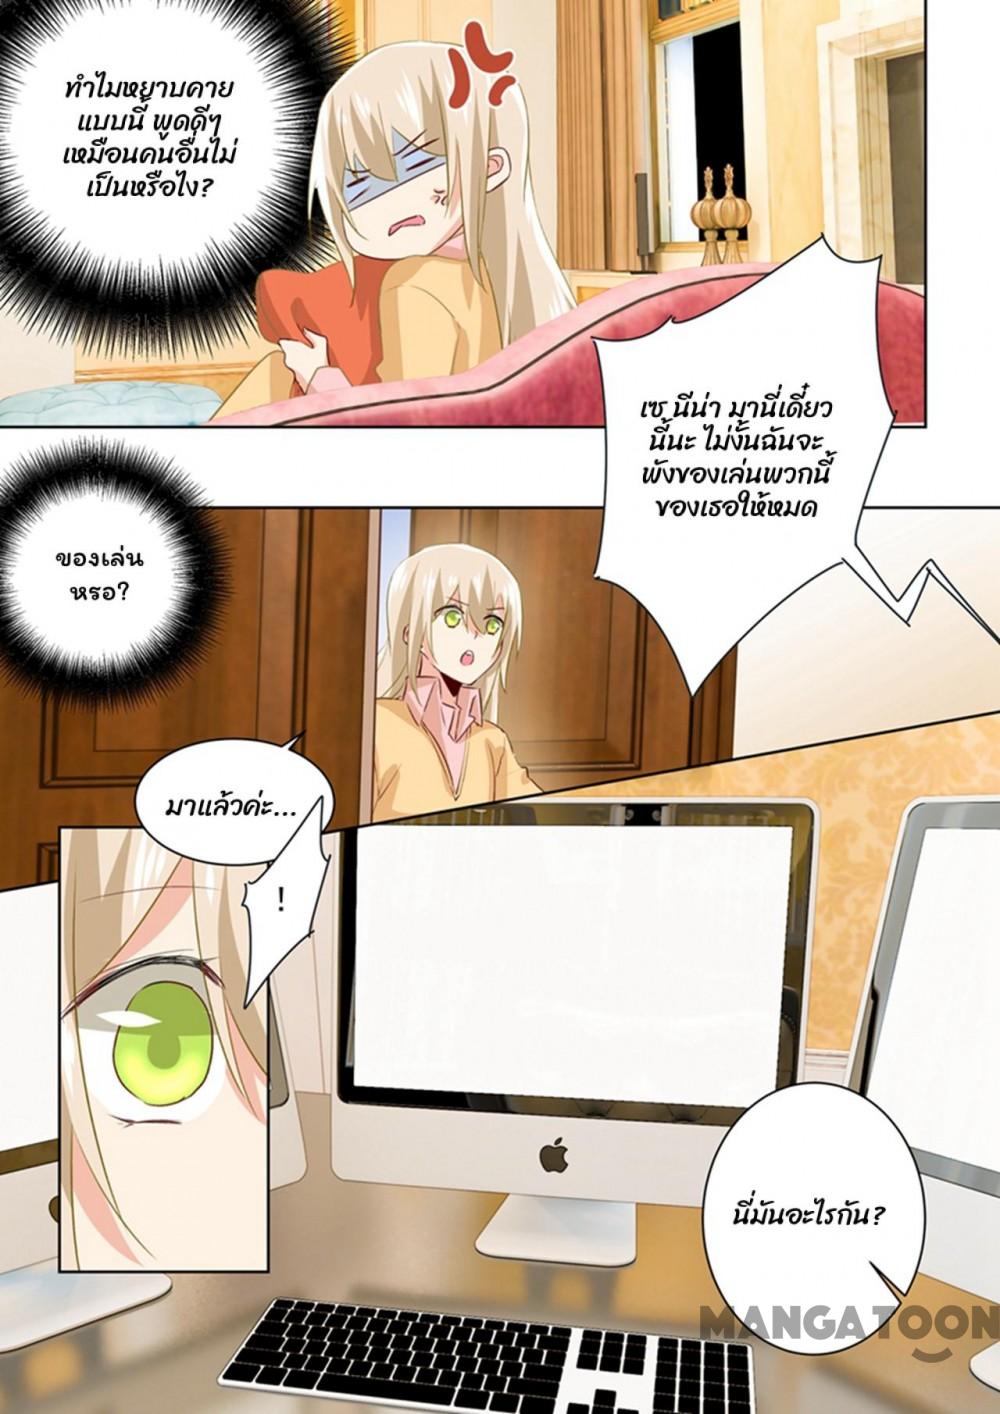 ทำไมหยาบคาย
แบบนี้ พูดดีๆ
เหมือนคนอื่นไม่
เป็นหรือไง?
เซ นีน่า มานี่เดี๋ยว
นี้นะ ไม่งั้นฉันจะ
พังของเล่นพวกนี้
ของเธอให้หมด
ของเล่น
หรอ?
มาแล้วค่ะ...
!
นี่มันอะไรกัน?
MANGATOON